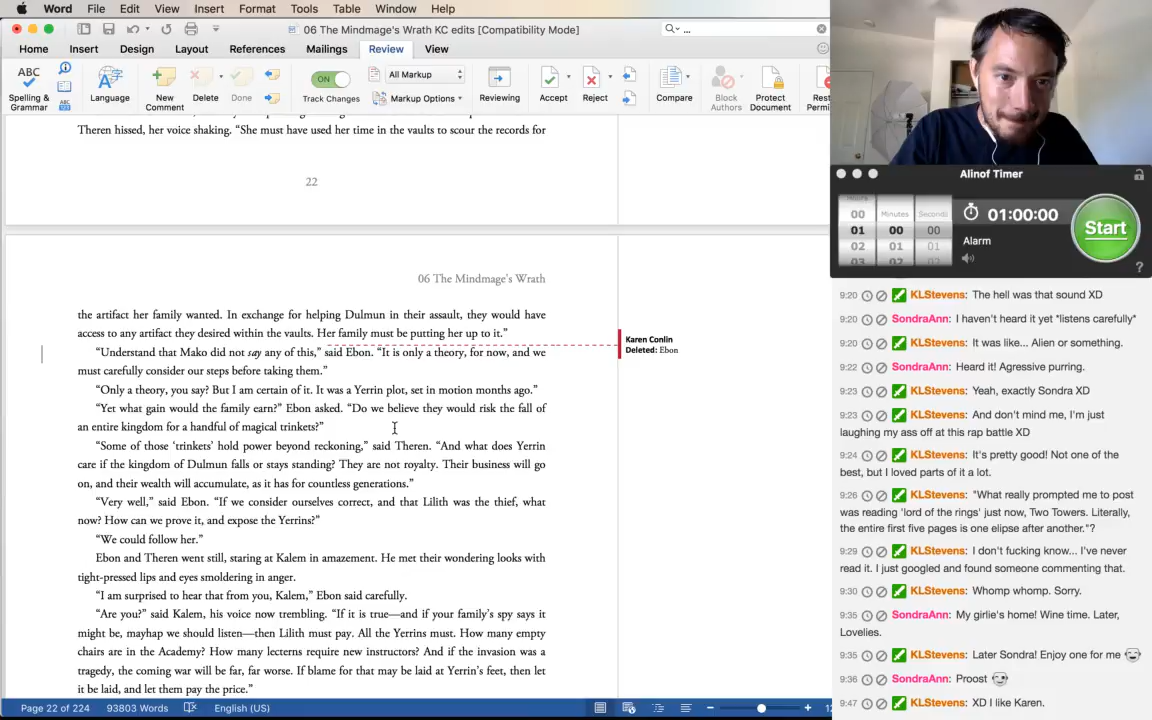 Word File Edit View Insert Format Tools Table Window Help
06 The Mindmage's Wrath KC edits [Compatibility Mode]
Home Insert Design Layout References Mailings Review View
ABC
Spelling &
Grammar
Language
New
Comment
Delete
Done
ON
Track Changes
All Markup
Markup Options
Reviewing
Accept
Reject
Compare
Block
Authors
Protect
Document
Theren hissed, her voice shaking. “She must have used her time in the vaults to scour the records for
22
06 The Mindmage's Wrath
the artifact her family wanted. In exchange for helping Dulmun in their assault, they would have
access to any artifact they desired within the vaults. Her family must be putting her up to it.”
“Understand that Mako did not say any of this,” said Ebon. “It is only a theory, for now, and we
must carefully consider our steps before taking them.”
“Only a theory, you say? But I am certain of it. It was a Yerrin plot, set in motion months ago.”
“Yet what gain would the family earn?” Ebon asked. “Do we believe they would risk the fall of
an entire kingdom for a handful of magical trinkets?”
“Some of those ‘trinkets’ hold power beyond reckoning,” said Theren. “And what does Yerrin
care if the kingdom of Dulmun falls or stays standing? They are not royalty. Their business will go
on, and their wealth will accumulate, as it has for countless generations.”
“Very well,” said Ebon. “If we consider ourselves correct, and that Lilith was the thief, what
now? How can we prove it, and expose the Yerrins?”
“We could follow her.”
Ebon and Theren went still, staring at Kalem in amazement. He met their wondering looks with
tight-pressed lips and eyes smoldering in anger.
“I am surprised to hear that from you, Kalem,” Ebon said carefully.
“Are you?” said Kalem, his voice now trembling. “If it is true—and if your family’s spy says it
might be, mayhap we should listen—then Lilith must pay. All the Yerrins must. How many empty
chairs are in the Academy? How many lecterns require new instructors? And if the invasion was a
tragedy, the coming war will be far, far worse. If blame for that may be laid at Yerrin’s feet, then let
it be laid, and let them pay the price.”
Karen Conlin
Deleted: Ebon
Page 22 of 224 93803 Words English (US)
Alinof Timer
00 Minutes Seconds
01 00 00
02 01 01
01:00:00
Alarm
Start
?
9:20 KLStevens: The hell was that sound XD
9:20 SondraAnn: I haven't heard it yet *listens carefully*
9:20 KLStevens: It was like... Alien or something.
9:22 SondraAnn: Heard it! Agressive purring.
9:23 KLStevens: Yeah, exactly Sondra XD
9:23 KLStevens: And don't mind me, I'm just
laughing my ass off at this rap battle XD
9:24 KLStevens: It's pretty good! Not one of the
best, but I loved parts of it a lot.
9:26 KLStevens: "What really prompted me to post
was reading 'lord of the rings' just now, Two Towers. Literally,
the entire first five pages is one elipse after another."?
9:29 KLStevens: I don't fucking know... I've never
read it. I just googled and found someone commenting that.
9:30 KLStevens: Whomp whomp. Sorry.
9:35 SondraAnn: My girlie's home! Wine time. Later,
Lovelies.
9:35 KLStevens: Later Sondra! Enjoy one for me
9:36 SondraAnn: Proost
9:47 KLStevens: XD I like Karen.